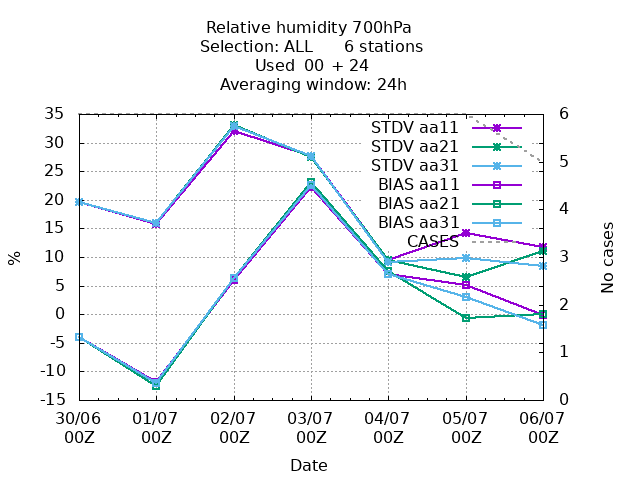 Relative humidity 700hPa
Selection: ALL      6 stations
Used  00 + 24
Averaging window: 24h
35
30
25
20
15
10
5
0
-5
-10
-15
%
6
5
4
3
2
1
0
No cases
STDV aa11
STDV aa21
STDV aa31
BIAS aa11
BIAS aa21
BIAS aa31
CASES
30/06 01/07 02/07 03/07 04/07 05/07 06/07
00Z 00Z 00Z 00Z 00Z 00Z 00Z
Date